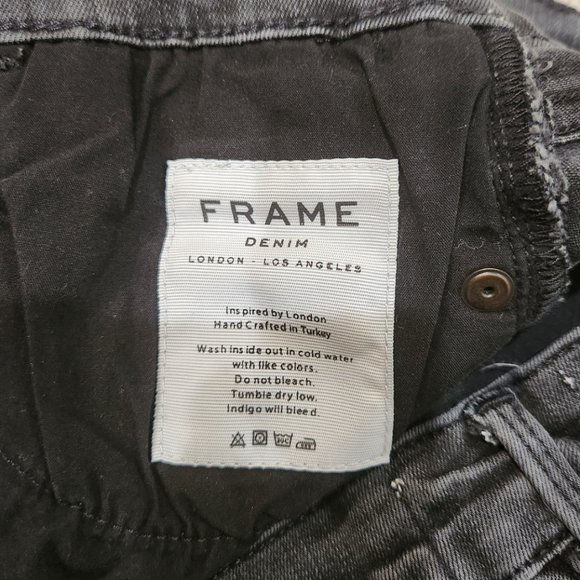 FRAME
DENIM
LONDON - LOS ANGELES
Inspired by London
Hand Crafted in Turkey
Wash inside out in cold water
with like colors.
Do not bleach.
Tumble dry low.
Indigo will bleed.